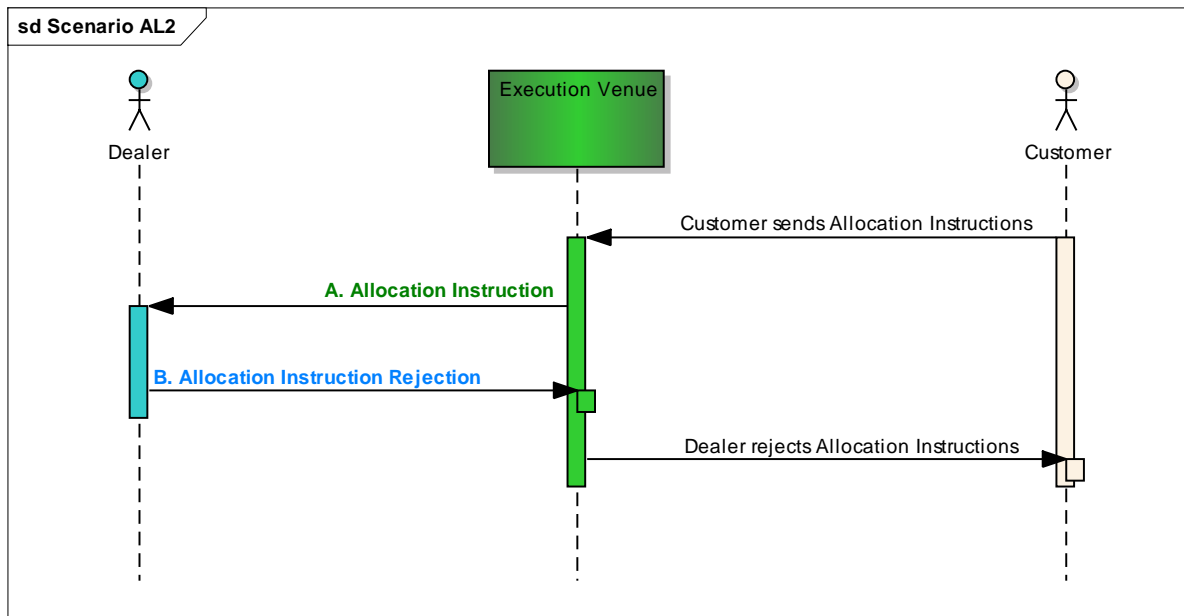 sd Scenario AL2
Execution Venue
Dealer
Customer
Customer sends Allocation Instructions
A. Allocation Instruction
B. Allocation Instruction Rejection
Dealer rejects Allocation Instructions